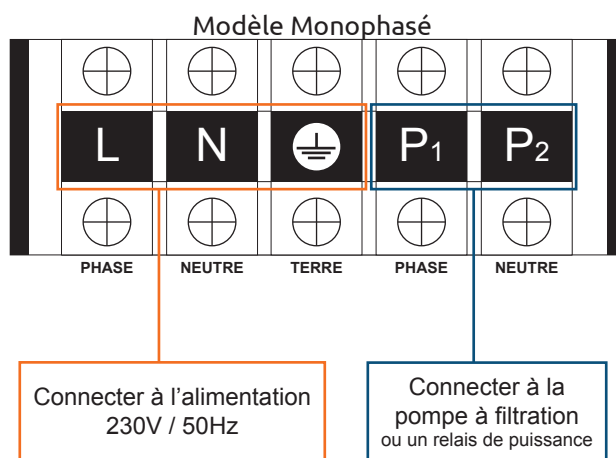 Modèle Monophasé
L N P1 P2
PHASE NEUTRE TERRE PHASE NEUTRE
Connecter à l’alimentation
230V / 50Hz
Connecter à la
pompe à filtration
ou un relais de puissance